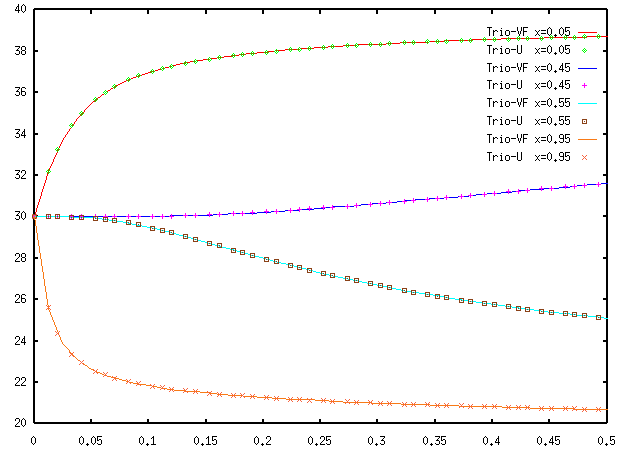 40
38
36
34
32
30
28
26
24
22
20
Trio-VF x=0.05
Trio-U x=0.05
Trio-VF x=0.45
Trio-U x=0.45
Trio-VF x=0.55
Trio-U x=0.55
Trio-VF x=0.95
Trio-U x=0.95
0 0.05 0.1 0.15 0.2 0.25 0.3 0.35 0.4 0.45 0.5